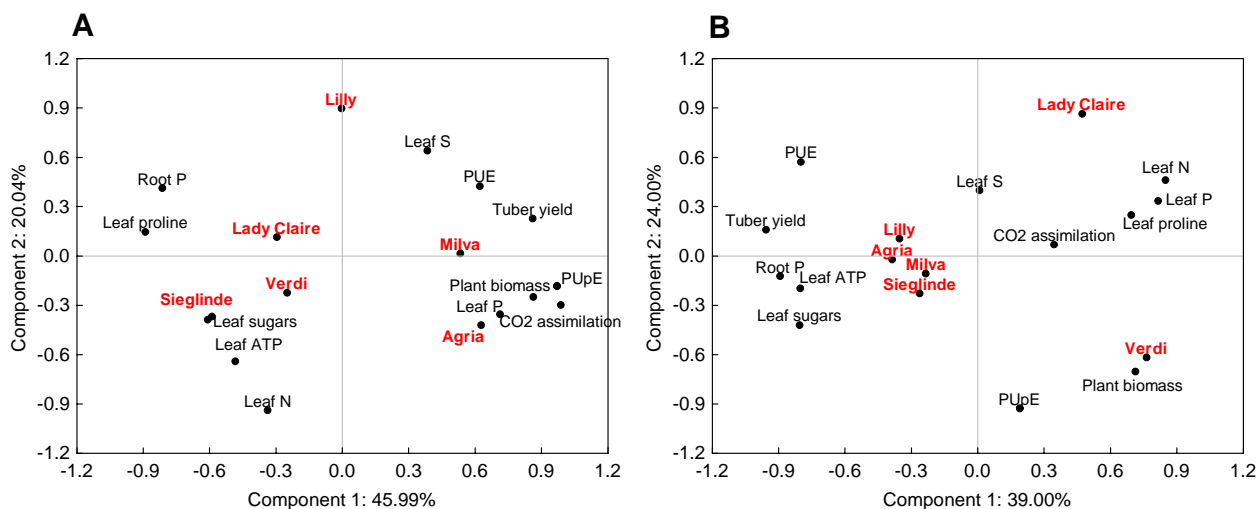 A
1.2
0.9
0.6
0.3
0.0
-0.3
-0.6
-0.9
-1.2
Component 2: 20.04%
Lilly
Leaf S
PUE
Root P
Tuber yield
Leaf proline
Lady Claire
Milva
Verdi
PUpE
Sieglinde
Plant biomass
Leaf P
Leaf sugars
CO2 assimilation
Agria
Leaf ATP
Leaf N
-1.2
-0.9
-0.6
-0.3
0.0
0.3
0.6
0.9
1.2
Component 1: 45.99%
B
1.2
0.9
0.6
0.3
0.0
-0.3
-0.6
-0.9
-1.2
Component 2: 24.00%
Lady Claire
PUE
Leaf N
Leaf S
Leaf P
Tuber yield
Leaf proline
Lilly
CO2 assimilation
Agria
Milva
Root P
Leaf ATP
Sieglinde
Leaf sugars
Verdi
Plant biomass
PUpE
-1.2
-0.9
-0.6
-0.3
0.0
0.3
0.6
0.9
1.2
Component 1: 39.00%